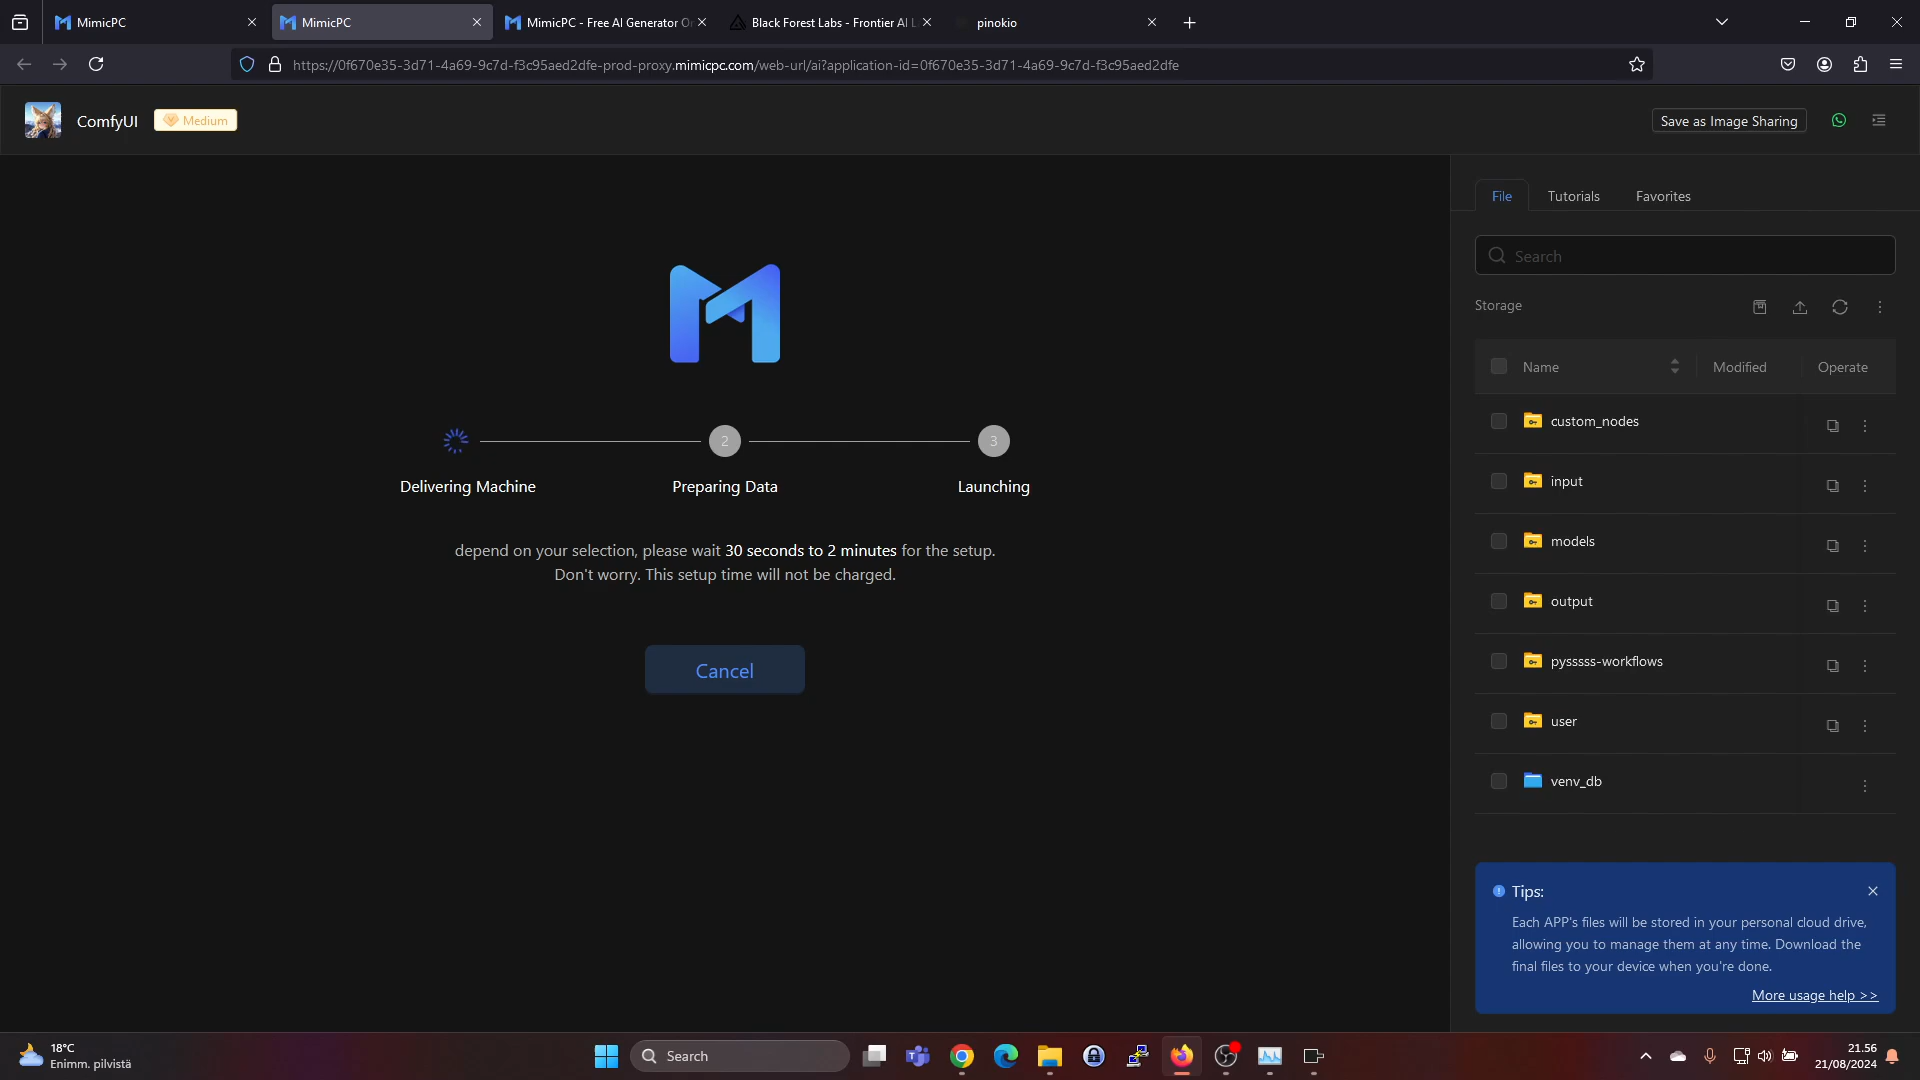 MimicPC
MimicPC
MimicPC - Free AI Generator On
Black Forest Labs - Frontier AI L
pinokio
https://0f670e35-3d71-4a69-9c7d-f3c95aed2dfe-prod-proxy.mimicpc.com/web-url/ai?application-id=0f670e35-3d71-4a69-9c7d-f3c95aed2dfe
ComfyUI
Medium
Save as Image Sharing
2
3
Delivering Machine
Preparing Data
Launching
depend on your selection, please wait 30 seconds to 2 minutes for the setup.
Don't worry. This setup time will not be charged.
Cancel
File
Tutorials
Favorites
Search
Storage
Name
Modified
Operate
custom_nodes
input
models
output
pysssss-workflows
user
venv_db
Tips:
Each APP's files will be stored in your personal cloud drive,
allowing you to manage them at any time. Download the
final files to your device when you're done.
More usage help >>
18°C
Enimm. pilvistä
Search
21.56
21/08/2024